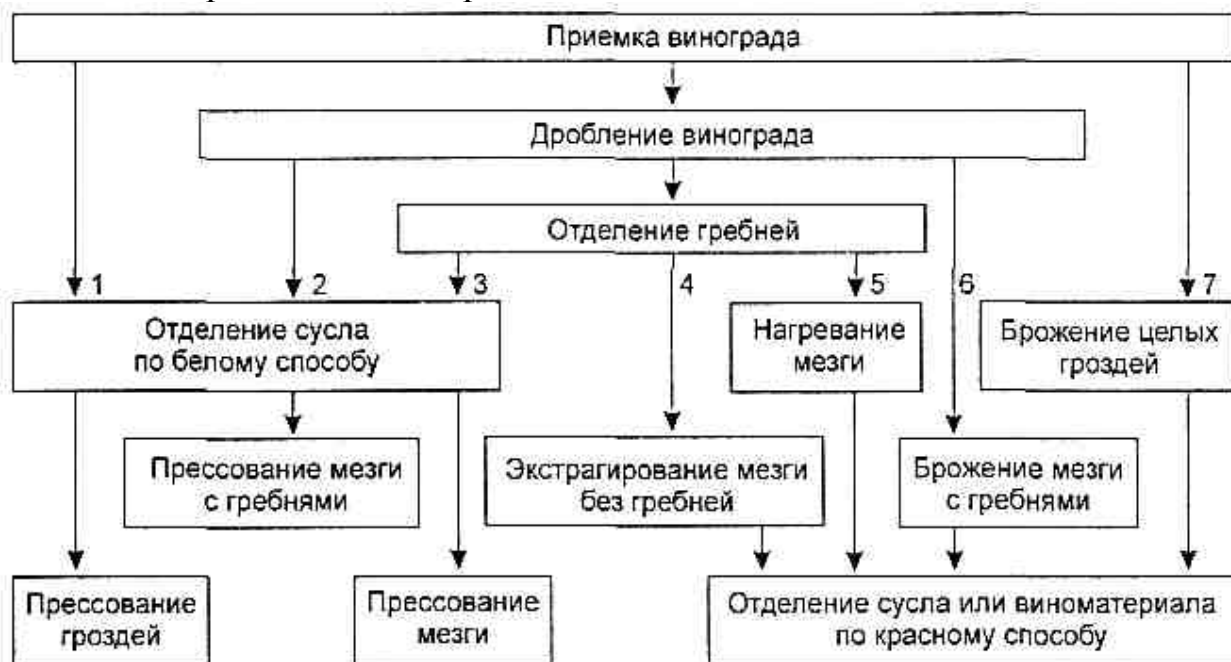 Приемка винограда
Дробление винограда
Отделение гребней
1
2
3
4
5
6
7
Отделение сусла
по белому способу
Нагревание
мезги
Брожение целых
гроздей
Прессование мезги
с гребнями
Экстрагирование мезги
без гребней
Брожение мезги
с гребнями
Прессование
гроздей
Прессование
мезги
Отделение сусла или виноматериала
по красному способу